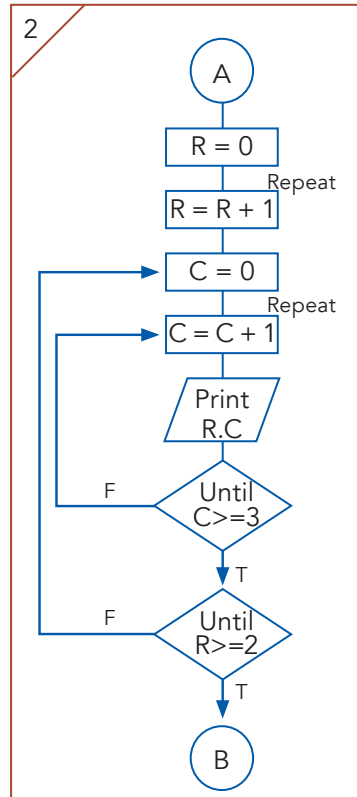 2
A
R = 0
Repeat
R = R + 1
C = 0
Repeat
C = C + 1
Print
R.C
Until
C>=3
F
T
Until
R>=2
F
T
B